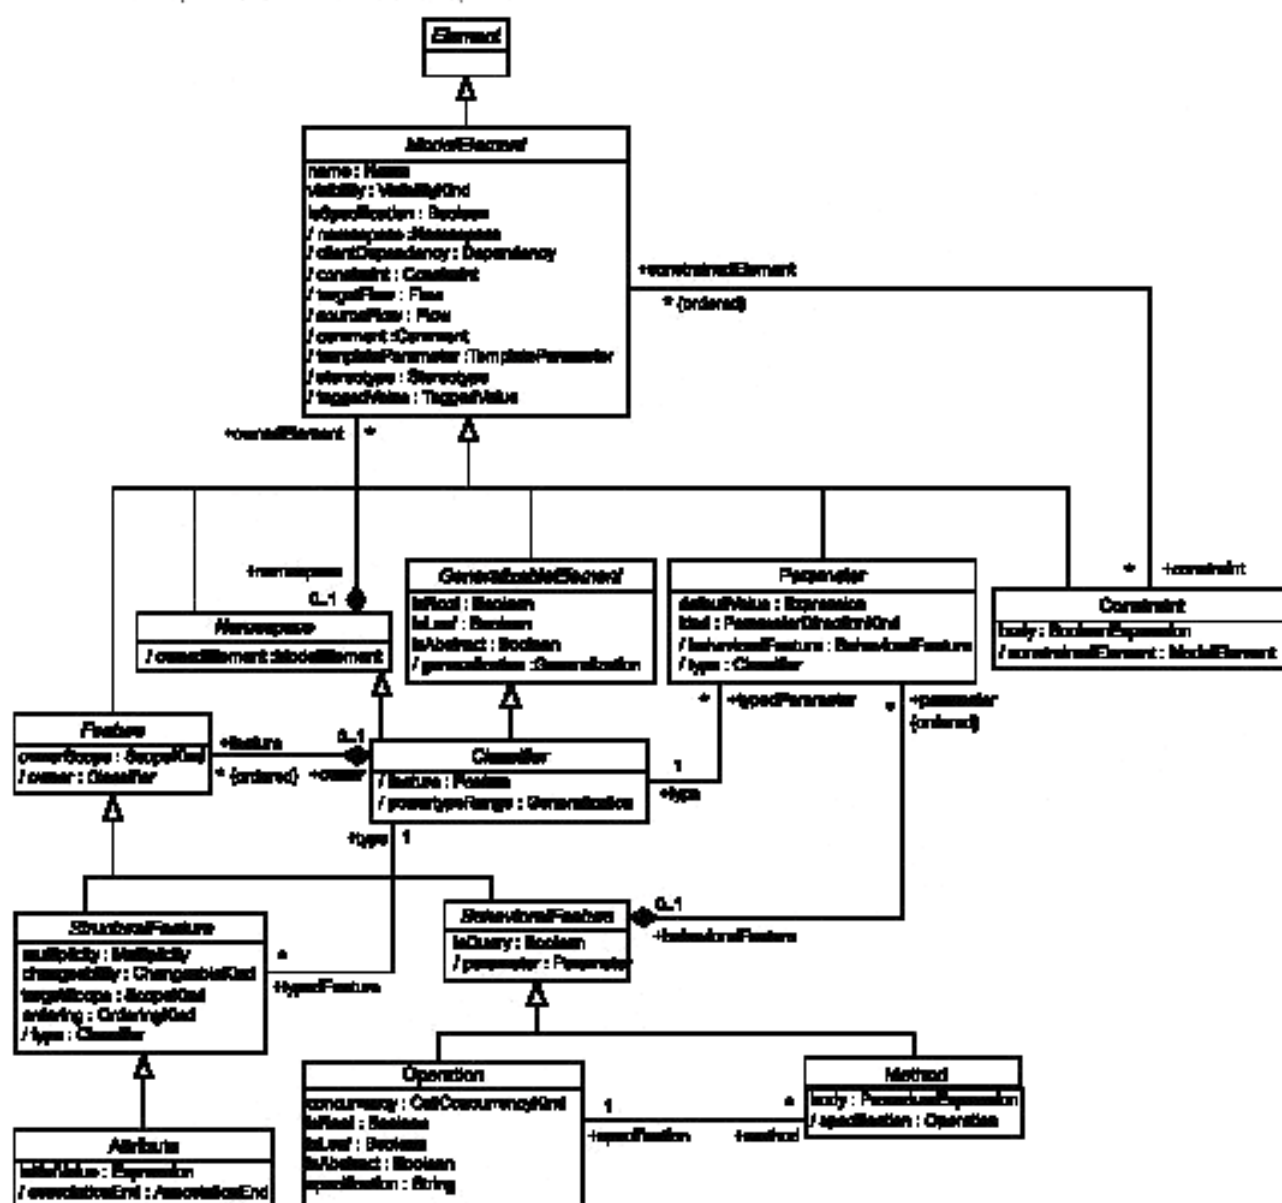 Element
ModelElement
name : Name
visibility : VisibilityKind
isSpecification : Boolean
/ namespace :Namespace
/ clientDependency : Dependency
/ constraint : Constraint
/ targetFlow : Flow
/ sourceFlow : Flow
/ comment :Comment
/ templateParameter :TemplateParameter
/ stereotype : Stereotype
/ taggedValue : TaggedValue
+constrainedElement
* {ordered}
+ownedElement *
+namespace
0..1
* +constraint
GeneralizableElement
isRoot : Boolean
isLeaf : Boolean
isAbstract : Boolean
/ generalization :Generalization
Parameter
defaultValue : Expression
kind : ParameterDirectionKind
/ behavioralFeature : BehavioralFeature
/ type : Classifier
Constraint
body : BooleanExpression
/ constrainedElement : ModelElement
Namespace
/ ownedElement :ModelElement
* +typedParameter
* +parameter
{ordered}
Feature
ownerScope : ScopeKind
/ owner : Classifier
+feature
0..1
* {ordered} +owner
Classifier
/ feature : Feature
/ powertypeRange : Generalization
1
+type
+type 1
StructuralFeature
multiplicity : Multiplicity
changeability : ChangeableKind
targetScope : ScopeKind
ordering : OrderingKind
/ type : Classifier
*
+typedFeature
BehavioralFeature
isQuery : Boolean
/ parameter : Parameter
0..1
+behavioralFeature
Operation
concurrency : CallConcurrencyKind
isRoot : Boolean
isLeaf : Boolean
isAbstract : Boolean
specification : String
1 *
+specification +method
Method
body : ProcedureExpression
/ specification : Operation
Attribute
initialValue : Expression
/ associationEnd : AssociationEnd